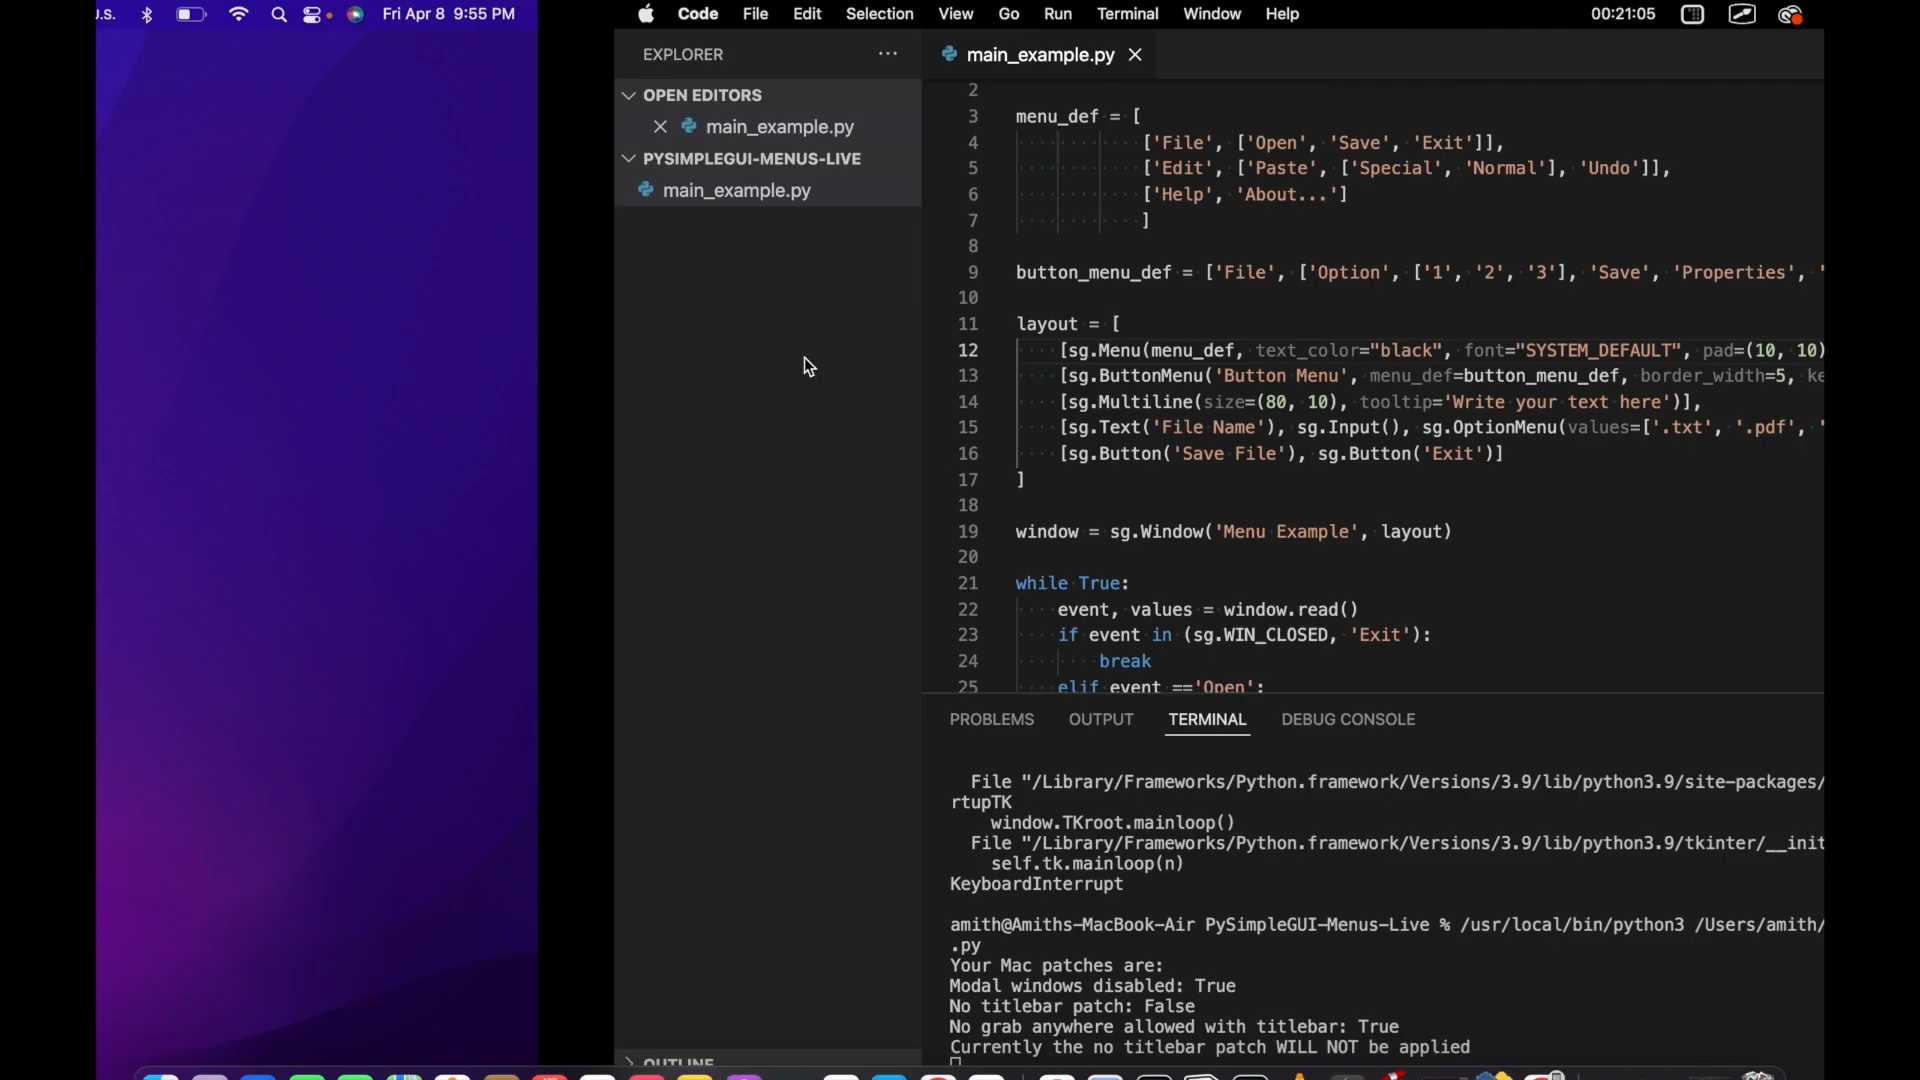 J.S. Fri Apr 8 9:55 PM
Code File Edit Selection View Go Run Terminal Window Help 00:21:05
EXPLORER ···
main_example.py
OPEN EDITORS
main_example.py
PYSIMPLEGUI-MENUS-LIVE
main_example.py
2
3 menu_def = [
4 ['File', ['Open', 'Save', 'Exit']],
5 ['Edit', ['Paste', ['Special', 'Normal'], 'Undo']],
6 ['Help', 'About...']
7 ]
8
9 button_menu_def = ['File', ['Option', ['1', '2', '3'], 'Save', 'Properties', '
10
11 layout = [
12 [sg.Menu(menu_def, text_color="black", font="SYSTEM_DEFAULT", pad=(10, 10)
13 [sg.ButtonMenu('Button Menu', menu_def=button_menu_def, border_width=5, ke
14 [sg.Multiline(size=(80, 10), tooltip='Write your text here')],
15 [sg.Text('File Name'), sg.Input(), sg.OptionMenu(values=['.txt', '.pdf', '
16 [sg.Button('Save File'), sg.Button('Exit')]
17 ]
18
19 window = sg.Window('Menu Example', layout)
20
21 while True:
22 event, values = window.read()
23 if event in (sg.WIN_CLOSED, 'Exit'):
24 break
25 elif event =='Open':
PROBLEMS OUTPUT TERMINAL DEBUG CONSOLE
File "/Library/Frameworks/Python.framework/Versions/3.9/lib/python3.9/site-packages/
rtupTK
window.TKroot.mainloop()
File "/Library/Frameworks/Python.framework/Versions/3.9/lib/python3.9/tkinter/__init
self.tk.mainloop(n)
KeyboardInterrupt
amith@Amiths-MacBook-Air PySimpleGUI-Menus-Live % /usr/local/bin/python3 /Users/amith/
.py
Your Mac patches are:
Modal windows disabled: True
No titlebar patch: False
No grab anywhere allowed with titlebar: True
Currently the no titlebar patch WILL NOT be applied
OUTLINE